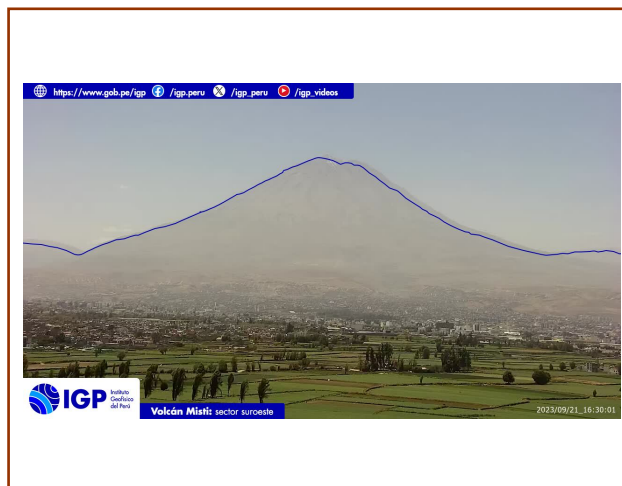 https://www.gob.pe/igp /igp.peru /igp_peru /igp_videos
IGP
Instituto
Geofísico
del Perú
Volcán Misti: sector suroeste
2023/09/21_16:30:01